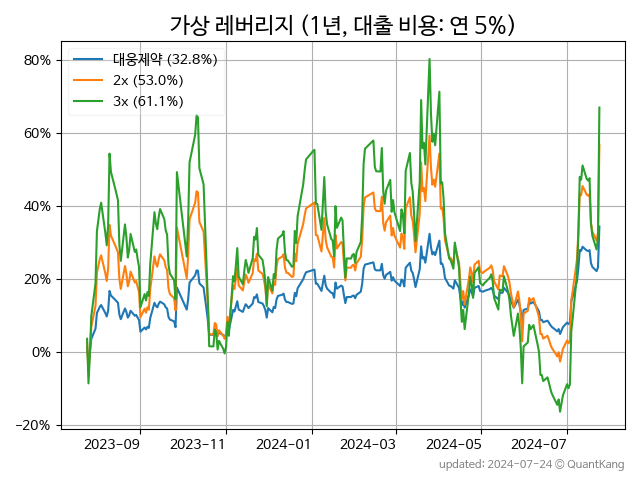 가상 레버리지 (1년, 대출 비용: 연 5%)
대웅제약 (32.8%)
2x (53.0%)
3x (61.1%)
80%
60%
40%
20%
0%
−20%
2023-09
2023-11
2024-01
2024-03
2024-05
2024-07
updated: 2024-07-24 © QuantKang